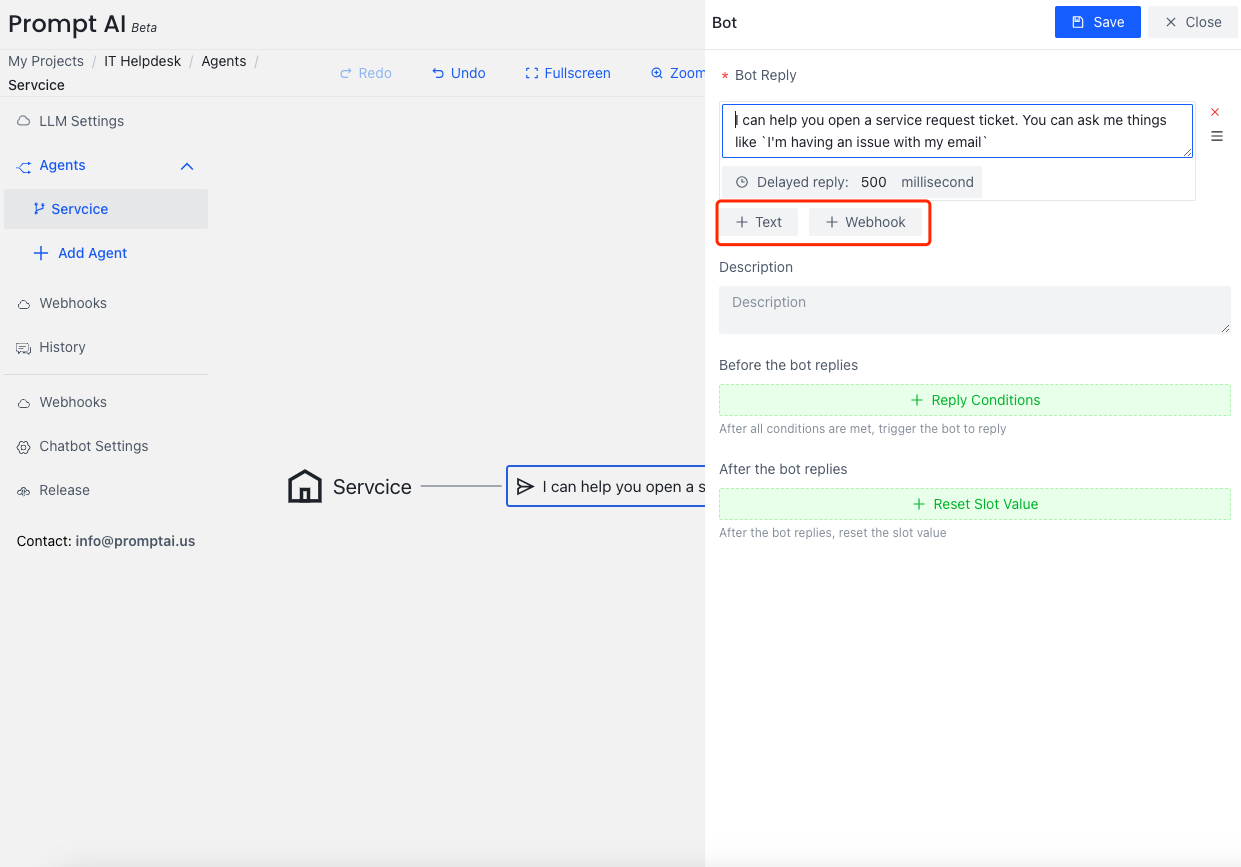 Prompt AI Beta
My Projects / IT Helpdesk / Agents /
Servcice
Redo
Undo
Fullscreen
Zoom
LLM Settings
Agents
Servcice
Add Agent
Webhooks
History
Webhooks
Chatbot Settings
Release
Contact: info@promptai.us
Servcice
I can help you open a s
Bot
Save
Close
* Bot Reply
I can help you open a service request ticket. You can ask me things
like `I'm having an issue with my email`
Delayed reply: 500 millisecond
+ Text
+ Webhook
Description
Description
Before the bot replies
+ Reply Conditions
After all conditions are met, trigger the bot to reply
After the bot replies
+ Reset Slot Value
After the bot replies, reset the slot value